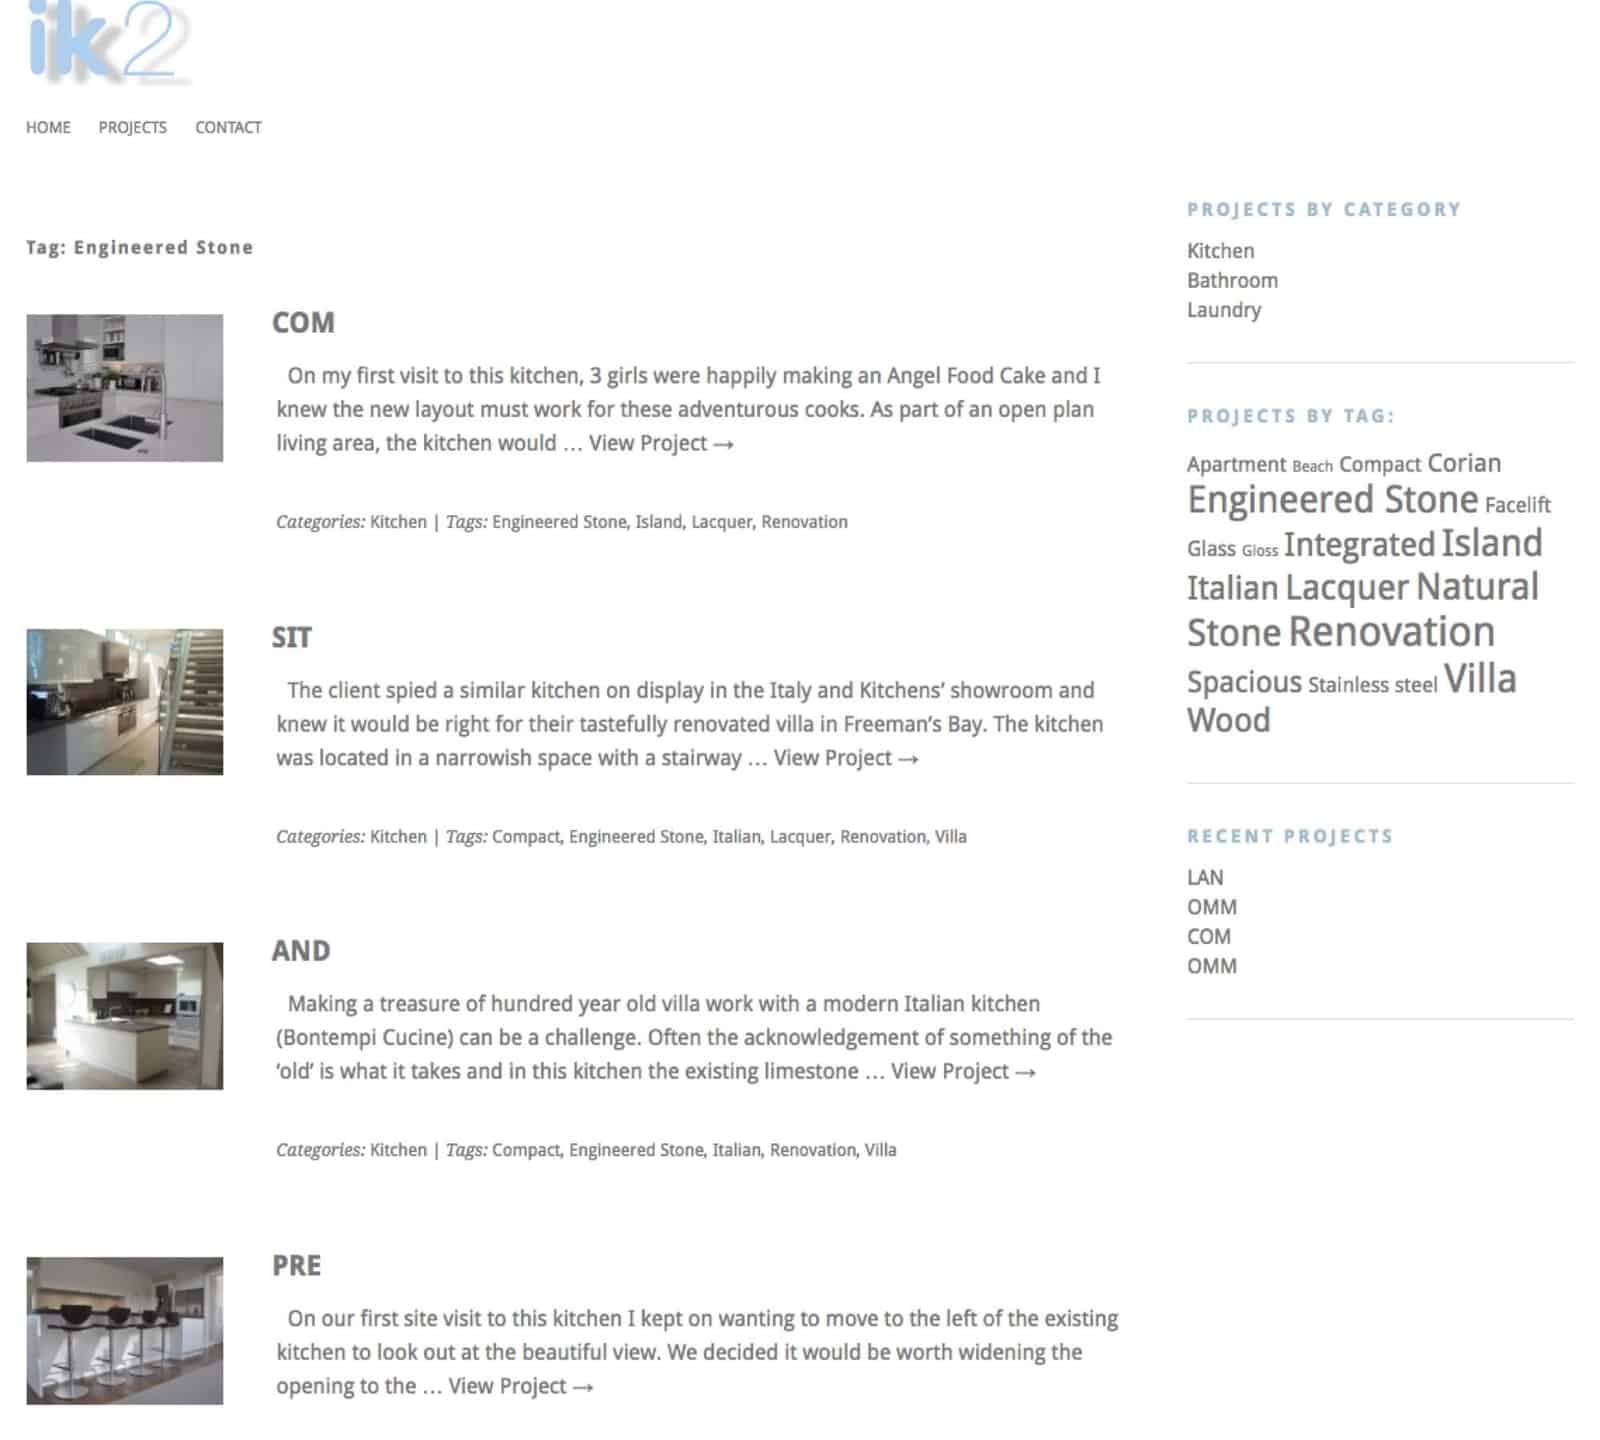 ik2
HOME PROJECTS CONTACT
Tag: Engineered Stone
COM
On my first visit to this kitchen, 3 girls were happily making an Angel Food Cake and I
knew the new layout must work for these adventurous cooks. As part of an open plan
living area, the kitchen would … View Project →
Categories: Kitchen | Tags: Engineered Stone, Island, Lacquer, Renovation
SIT
The client spied a similar kitchen on display in the Italy and Kitchens’ showroom and
knew it would be right for their tastefully renovated villa in Freeman’s Bay. The kitchen
was located in a narrowish space with a stairway … View Project →
Categories: Kitchen | Tags: Compact, Engineered Stone, Italian, Lacquer, Renovation, Villa
AND
Making a treasure of hundred year old villa work with a modern Italian kitchen
(Bontempi Cucine) can be a challenge. Often the acknowledgement of something of the
‘old’ is what it takes and in this kitchen the existing limestone … View Project →
Categories: Kitchen | Tags: Compact, Engineered Stone, Italian, Renovation, Villa
PRE
On our first site visit to this kitchen I kept on wanting to move to the left of the existing
kitchen to look out at the beautiful view. We decided it would be worth widening the
opening to the … View Project →
PROJECTS BY CATEGORY
Kitchen
Bathroom
Laundry
PROJECTS BY TAG:
Apartment Beach Compact Corian
Engineered Stone Facelift
Glass Gloss Integrated Island
Italian Lacquer Natural
Stone Renovation
Spacious Stainless steel Villa
Wood
RECENT PROJECTS
LAN
OMM
COM
OMM